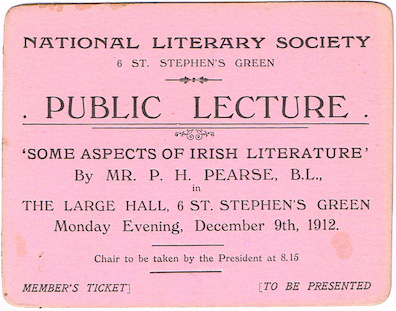 NATIONAL LITERARY SOCIETY
6 ST. STEPHEN'S GREEN
. PUBLIC LECTURE .
'SOME ASPECTS OF IRISH LITERATURE'
By MR. P. H. PEARSE, B.L.,
in
THE LARGE HALL, 6 ST. STEPHEN'S GREEN
Monday Evening, December 9th, 1912.
Chair to be taken by the President at 8.15
MEMBER'S TICKET] [TO BE PRESENTED